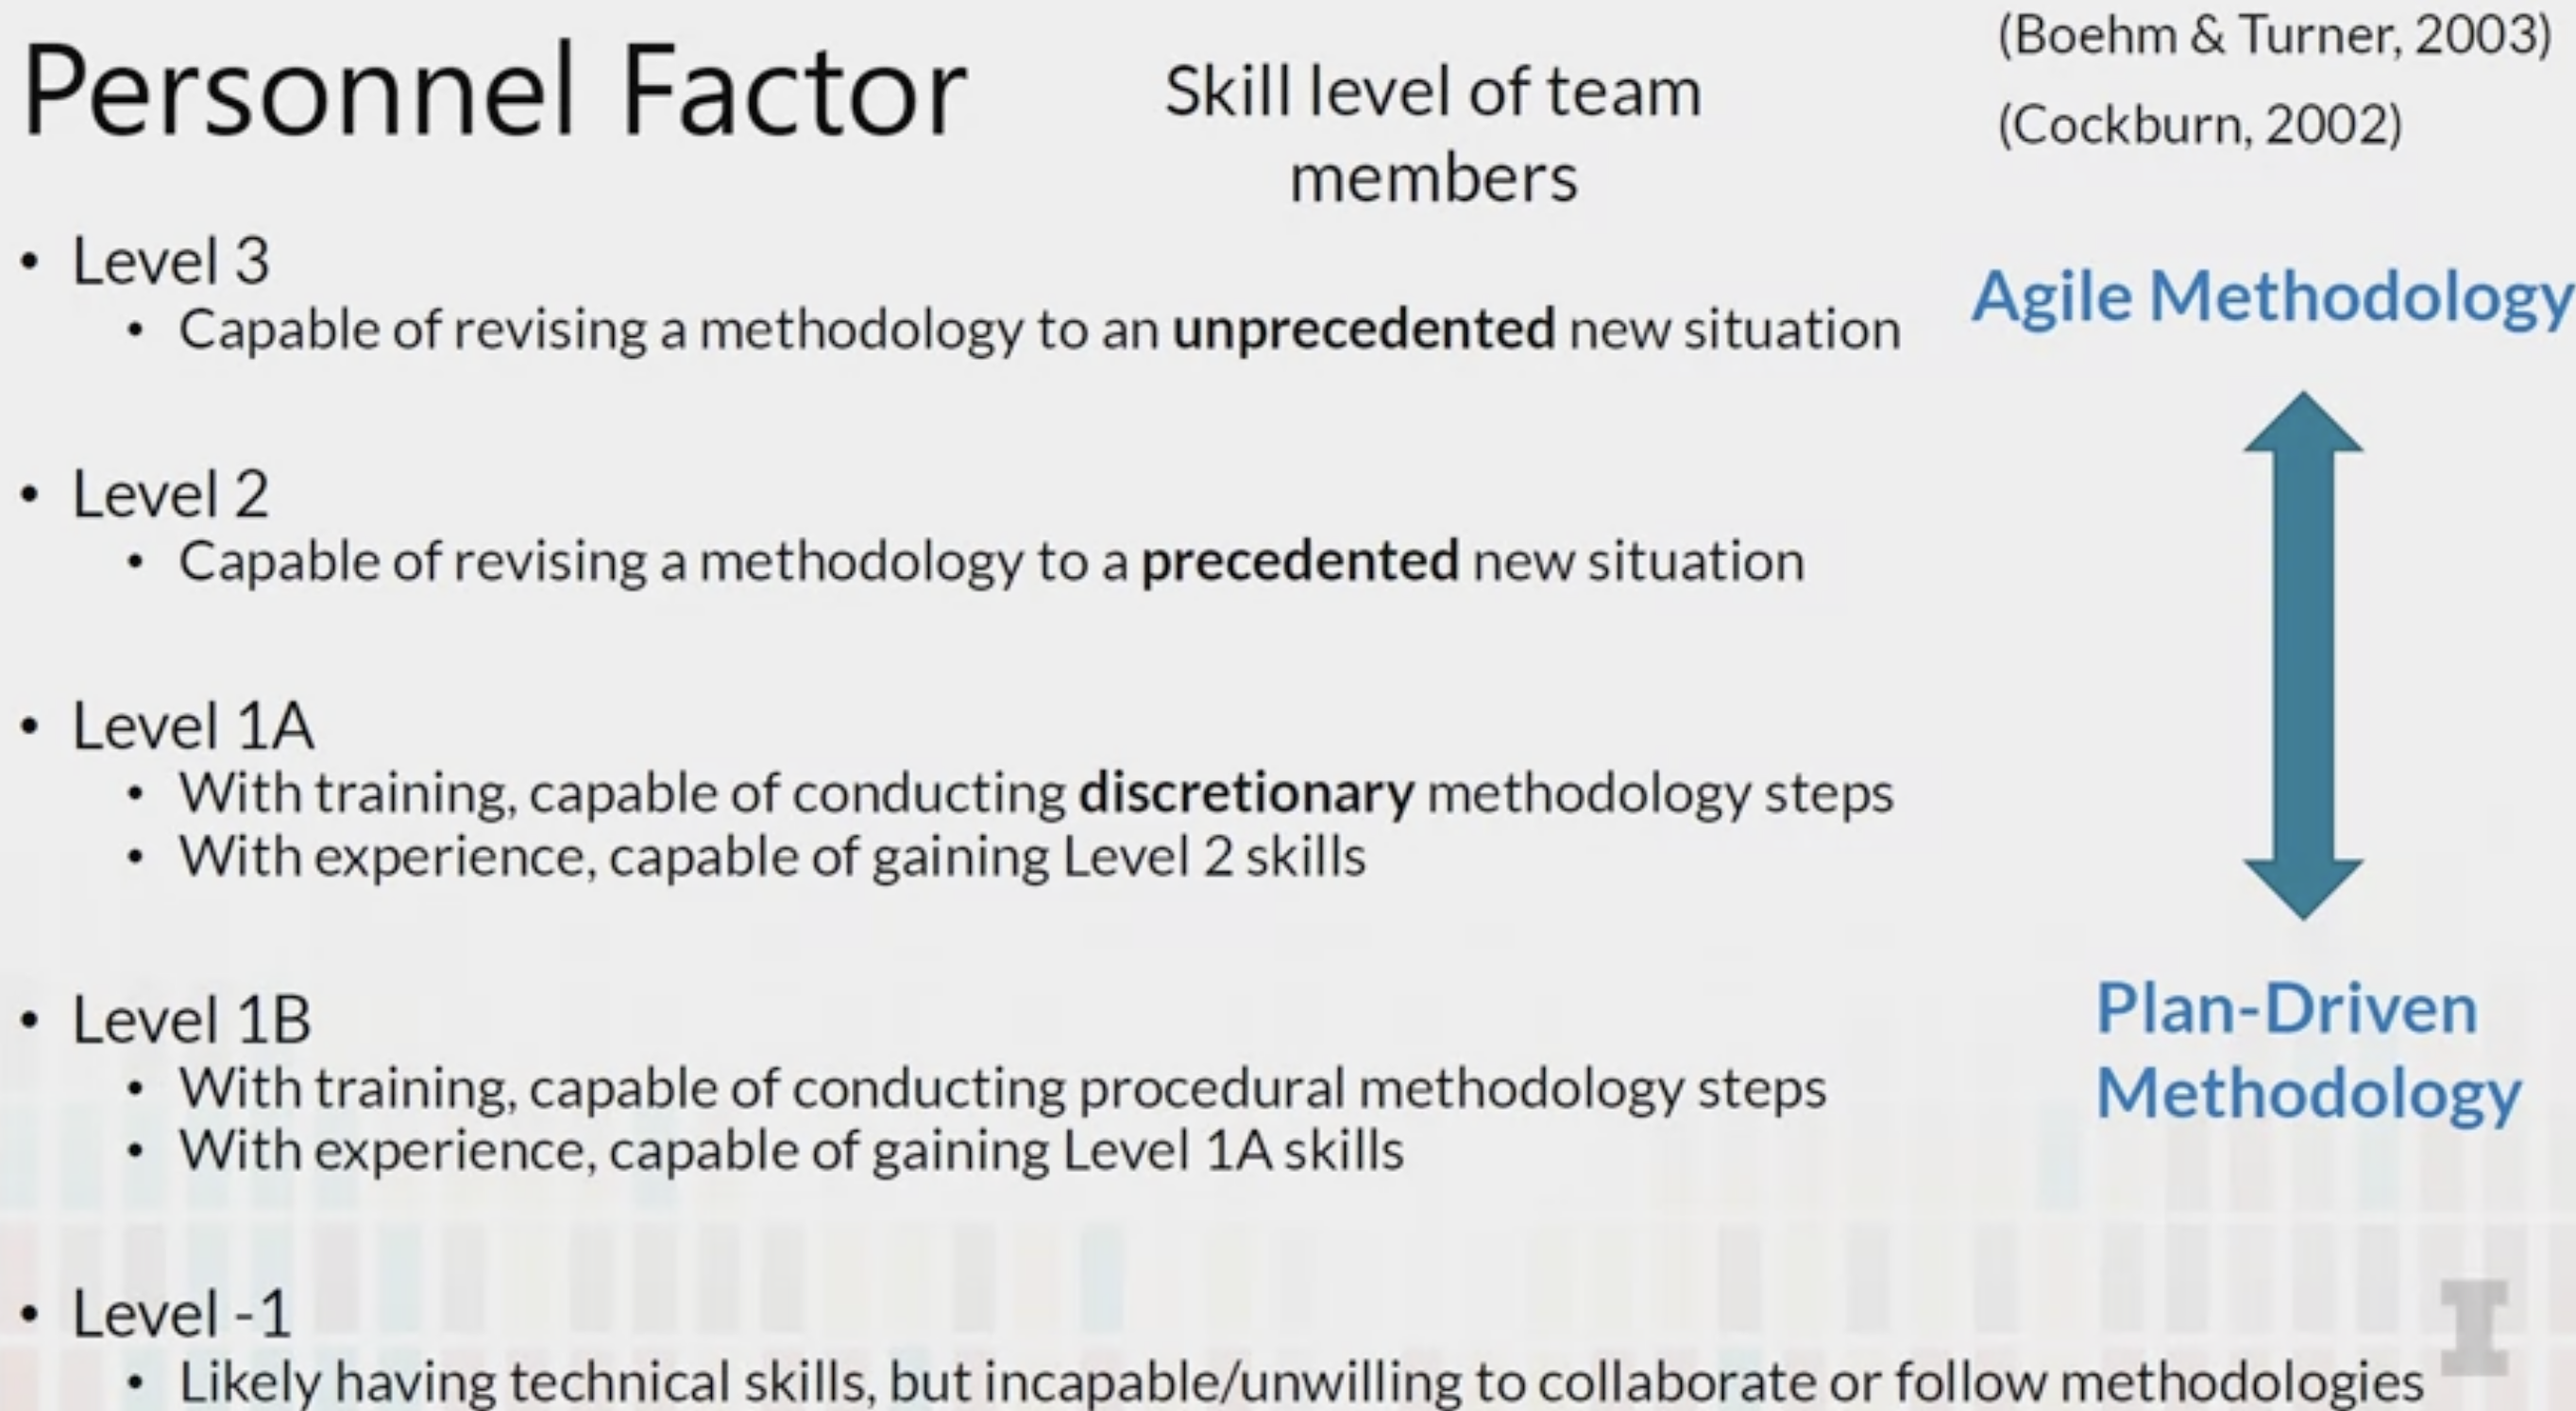 Personnel Factor
Skill level of team
members
(Boehm & Turner, 2003)
(Cockburn, 2002)
• Level 3
• Capable of revising a methodology to an unprecedented new situation
Agile Methodology
• Level 2
• Capable of revising a methodology to a precedented new situation
• Level 1A
• With training, capable of conducting discretionary methodology steps
• With experience, capable of gaining Level 2 skills
• Level 1B
• With training, capable of conducting procedural methodology steps
• With experience, capable of gaining Level 1A skills
Plan-Driven
Methodology
• Level -1
• Likely having technical skills, but incapable/unwilling to collaborate or follow methodologies
I